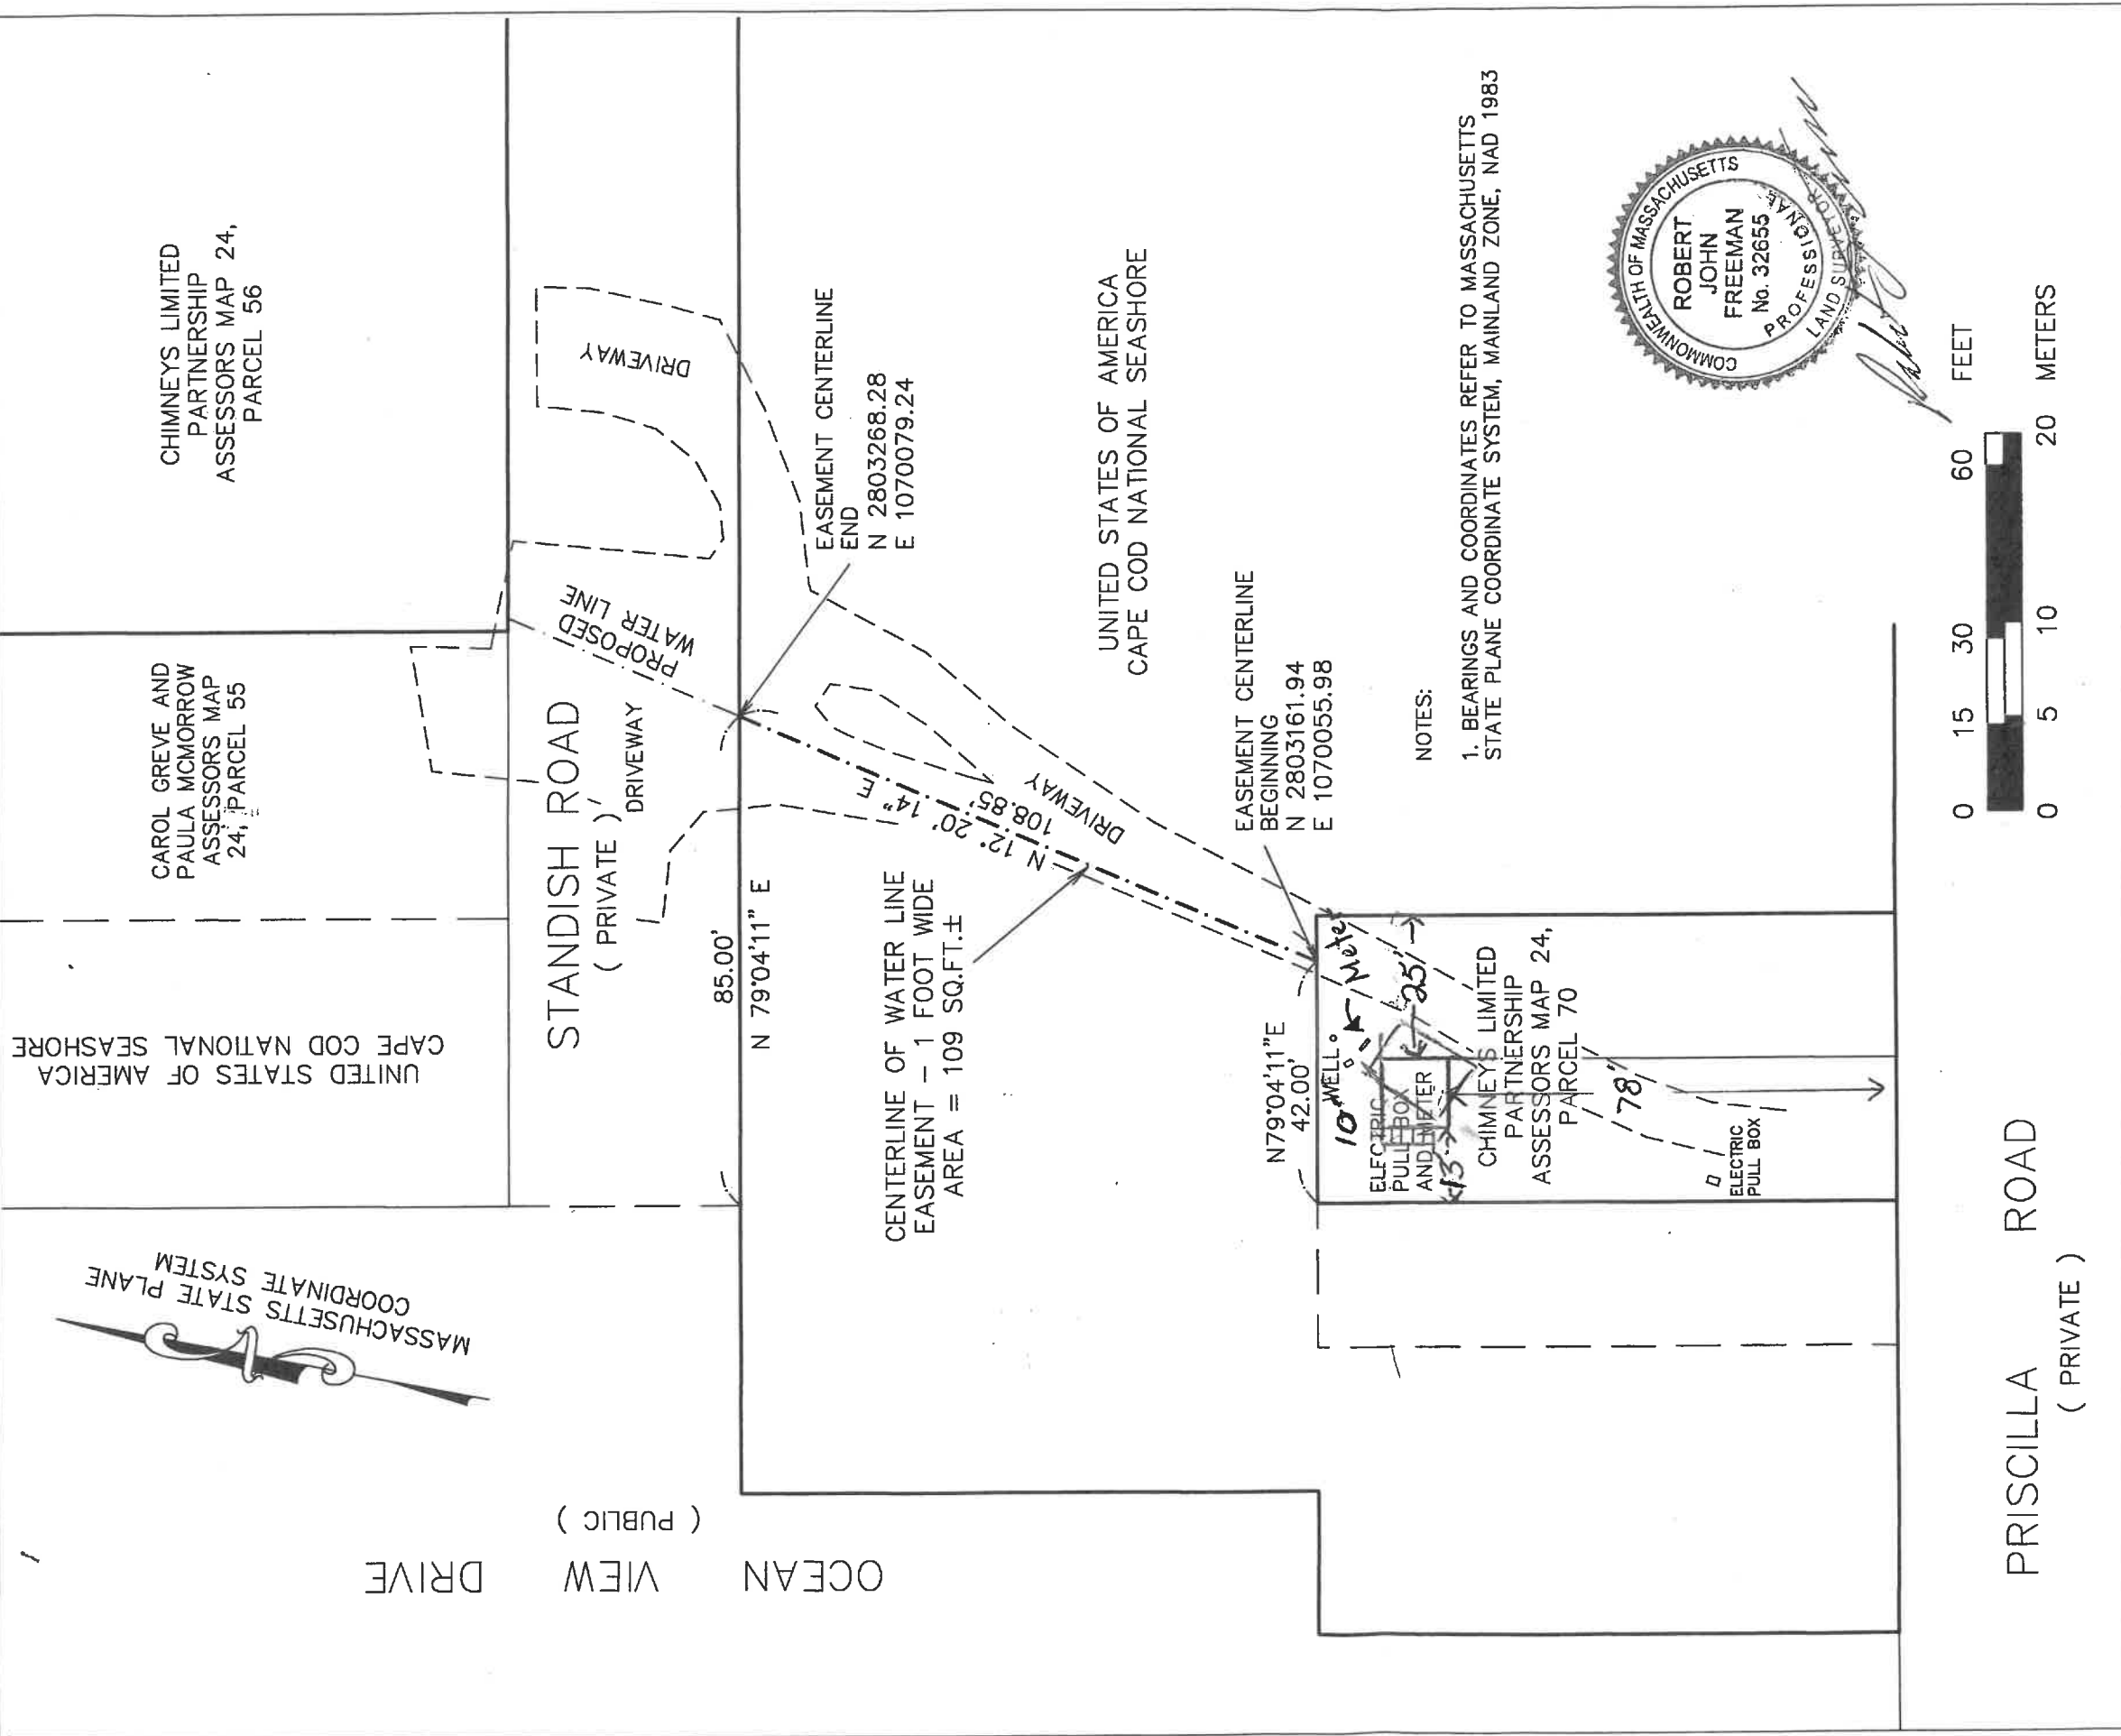 CHIMNEYS LIMITED
PARTNERSHIP
ASSESSORS MAP 24,
PARCEL 56
CAROL GREVE AND
PAULA MCMORROW
ASSESSORS MAP
24, PARCEL 55
UNITED STATES OF AMERICA
CAPE COD NATIONAL SEASHORE
MASSACHUSETTS STATE PLANE
COORDINATE SYSTEM
N
OCEAN VIEW DRIVE
( PUBLIC )
STANDISH ROAD
( PRIVATE )
DRIVEWAY
DRIVEWAY
PROPOSED
WATER LINE
85.00'
N 79°04'11" E
EASEMENT CENTERLINE
END
N 2803268.28
E 1070079.24
CENTERLINE OF WATER LINE
EASEMENT - 1 FOOT WIDE
AREA = 109 SQ.FT.±
N 12° 20' 14" E
108.85'
DRIVEWAY
UNITED STATES OF AMERICA
CAPE COD NATIONAL SEASHORE
EASEMENT CENTERLINE
BEGINNING
N 2803161.94
E 1070055.98
N79°04'11"E
42.00'
10'
WELL
Meter
25'
ELECTRIC
PULL BOX
AND METER
13'
CHIMNEYS LIMITED
PARTNERSHIP
ASSESSORS MAP 24,
PARCEL 70
78'
ELECTRIC
PULL BOX
NOTES:
1. BEARINGS AND COORDINATES REFER TO MASSACHUSETTS
STATE PLANE COORDINATE SYSTEM, MAINLAND ZONE, NAD 1983
COMMONWEALTH OF MASSACHUSETTS
ROBERT
JOHN
FREEMAN
No. 32655
PROFESSIONAL
LAND SURVEYOR
0 15 30 60 FEET
0 5 10 20 METERS
PRISCILLA ROAD
( PRIVATE )